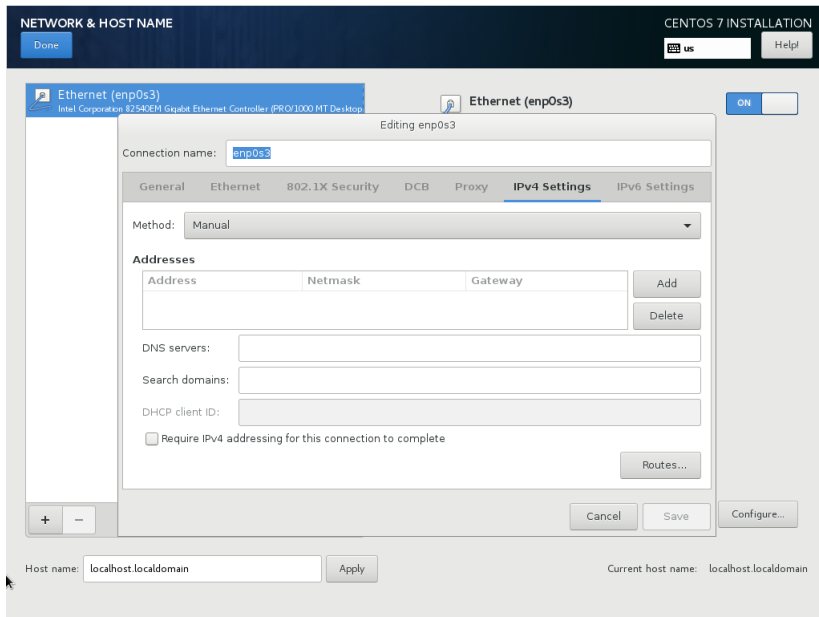 NETWORK & HOST NAME
CENTOS 7 INSTALLATION
Done
us
Help!
Ethernet (enp0s3)
Intel Corporation 82540EM Gigabit Ethernet Controller (PRO/1000 MT Desktop
Ethernet (enp0s3)
ON
Editing enp0s3
Connection name: enp0s3
General Ethernet 802.1X Security DCB Proxy IPv4 Settings IPv6 Settings
Method: Manual
Addresses
Address Netmask Gateway
Add
Delete
DNS servers:
Search domains:
DHCP client ID:
Require IPv4 addressing for this connection to complete
Routes...
Cancel Save
+ − Configure...
Host name: localhost.localdomain Apply Current host name: localhost.localdomain